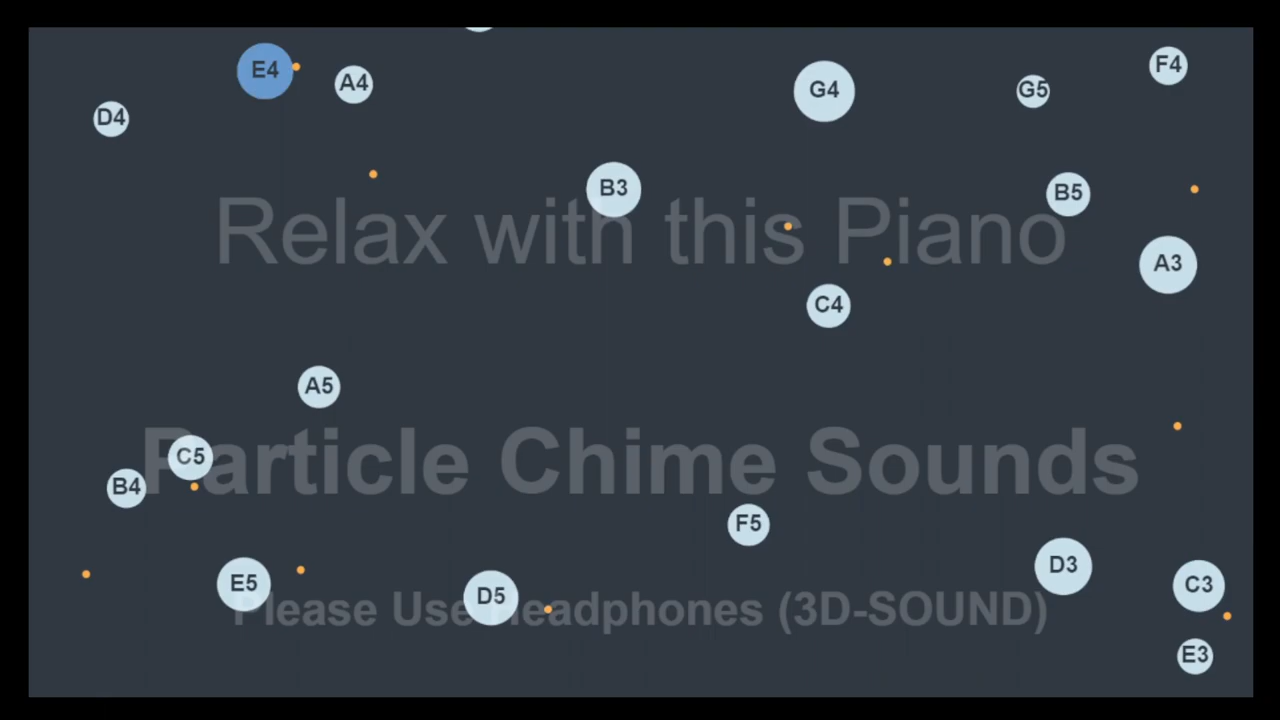 E4
A4
D4
G4
G5
F4
B3
B5
Relax with this Piano
A3
C4
A5
Particle Chime Sounds
C5
B4
F5
D3
E5
D5
C3
Please Use Headphones (3D-SOUND)
E3